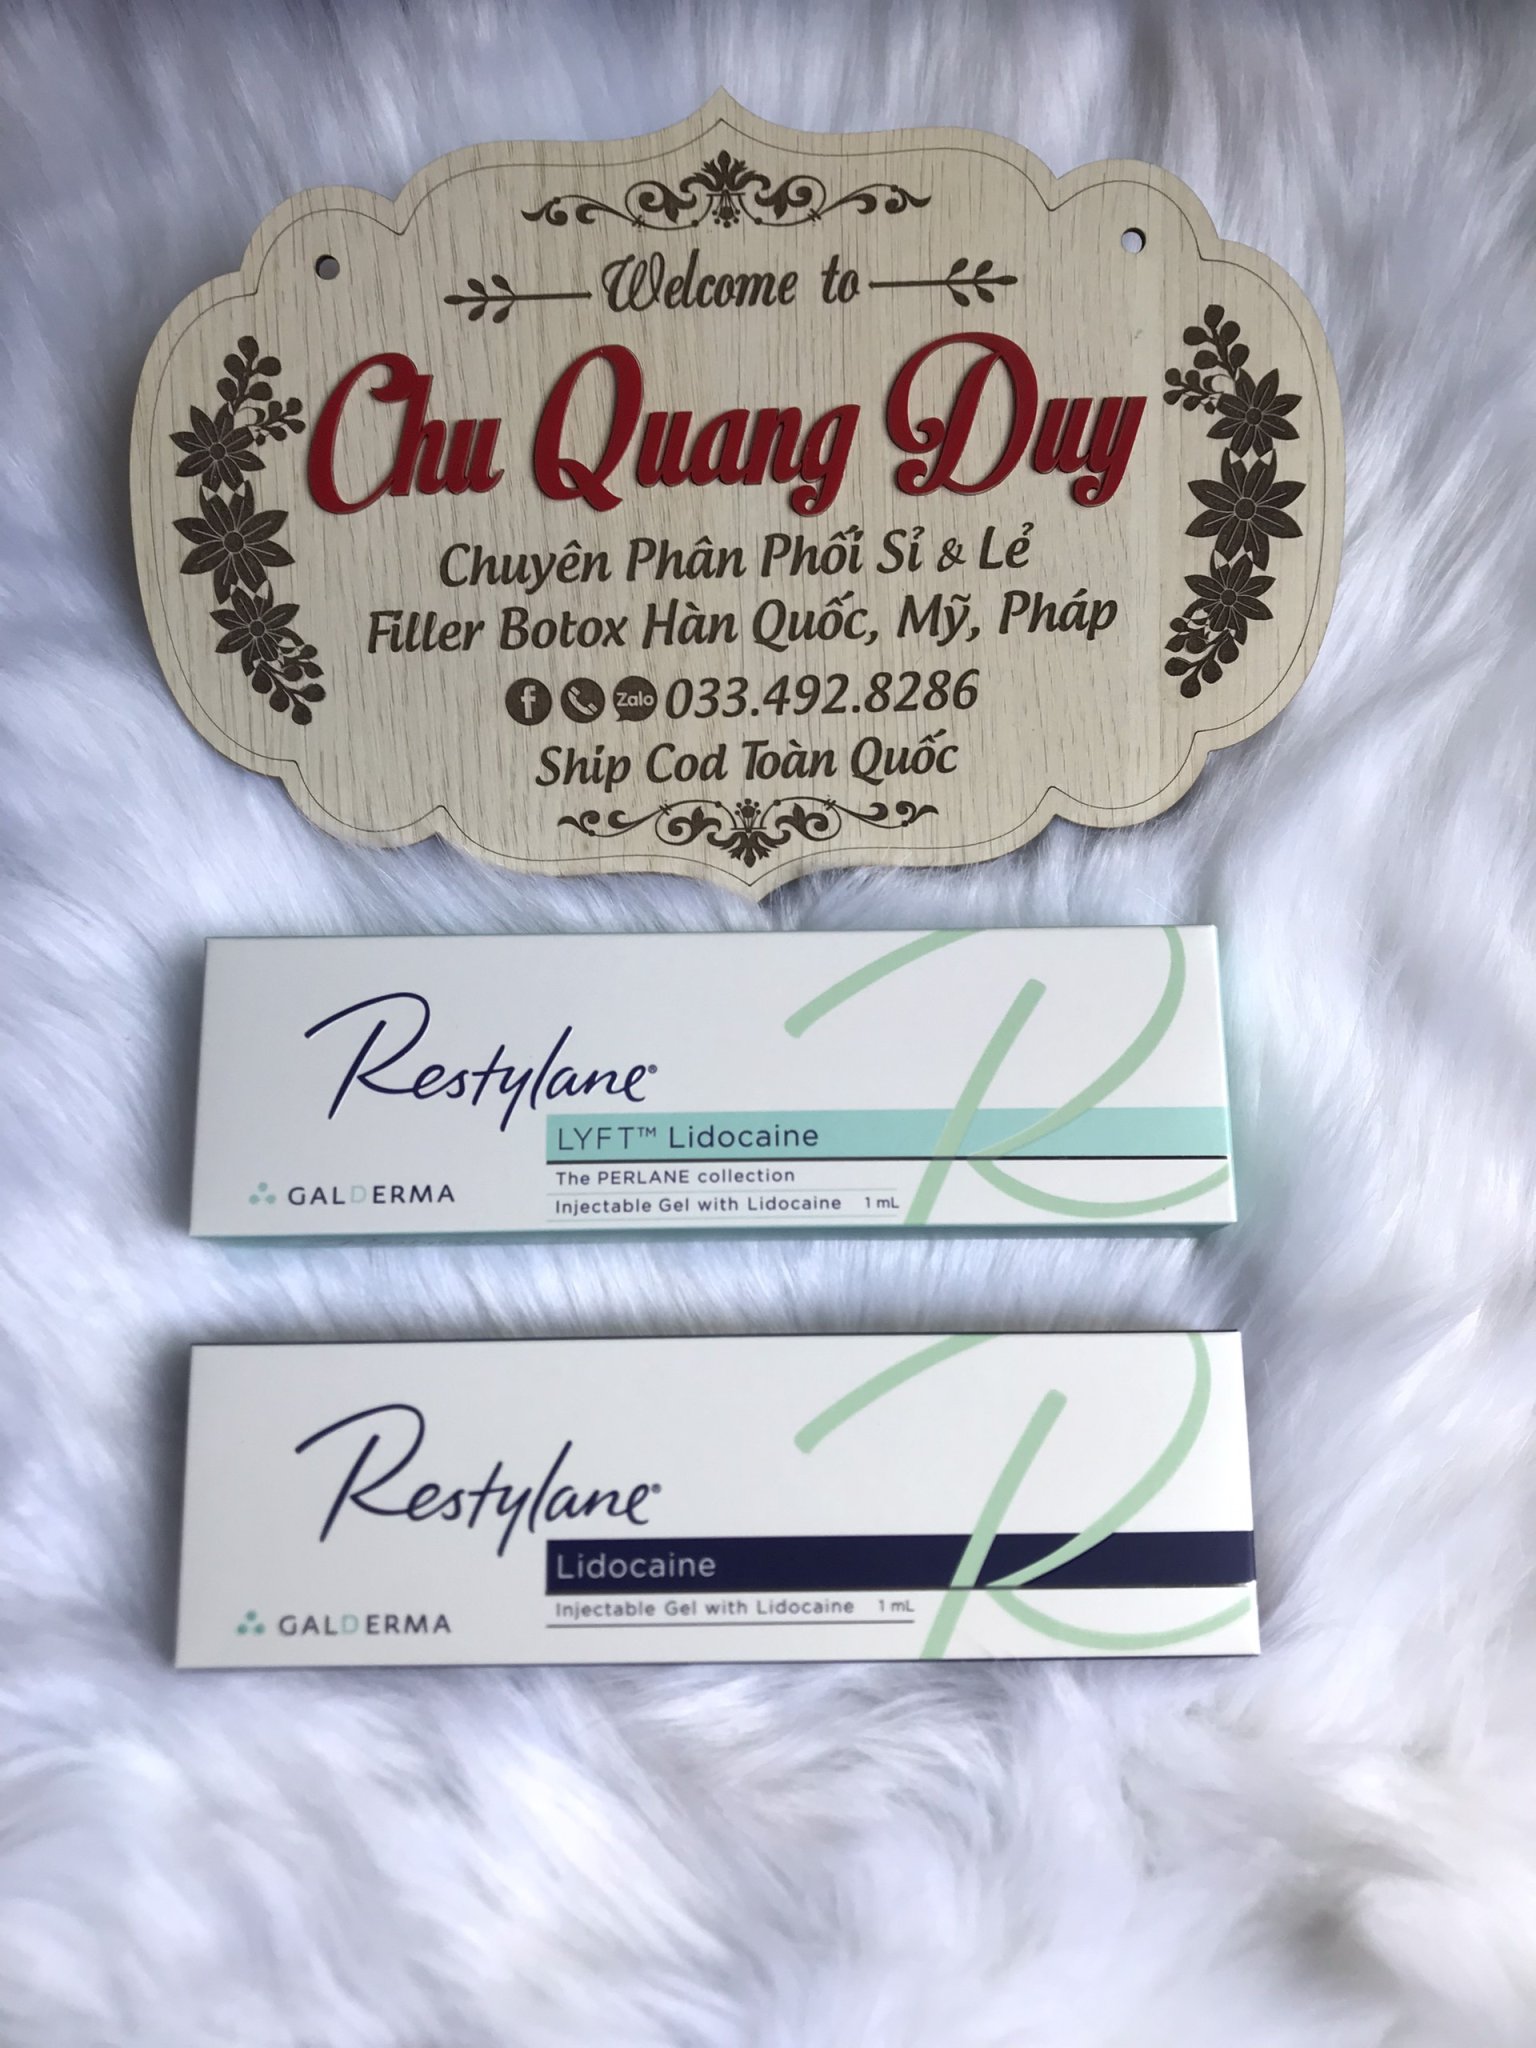 Welcome to
Chu Quang Duy
Chuyên Phân Phối Sỉ & Lẻ
Filler Botox Hàn Quốc, Mỹ, Pháp
Zalo 033.492.8286
Ship Cod Toàn Quốc
Restylane®
LYFT™ Lidocaine
The PERLANE collection
GALDERMA
Injectable Gel with Lidocaine 1 mL
Restylane®
Lidocaine
Injectable Gel with Lidocaine 1 mL
GALDERMA